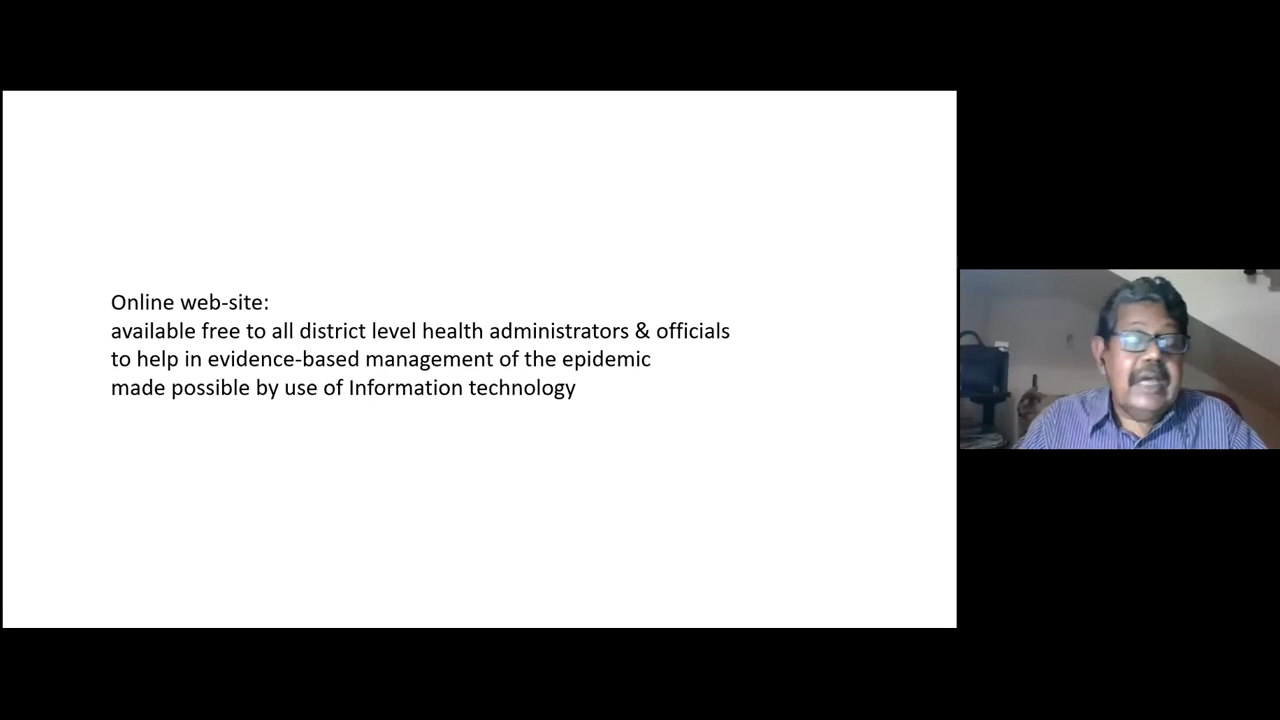 Online web-site:
available free to all district level health administrators & officials
to help in evidence-based management of the epidemic
made possible by use of Information technology